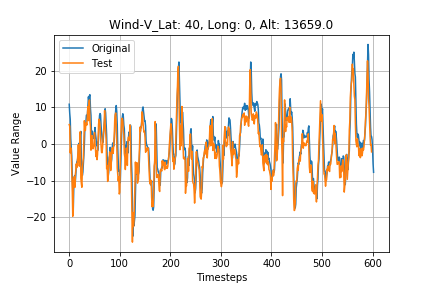 Wind-V_Lat: 40, Long: 0, Alt: 13659.0
Original
Test
Value Range
20
10
0
−10
−20
0 100 200 300 400 500 600
Timesteps